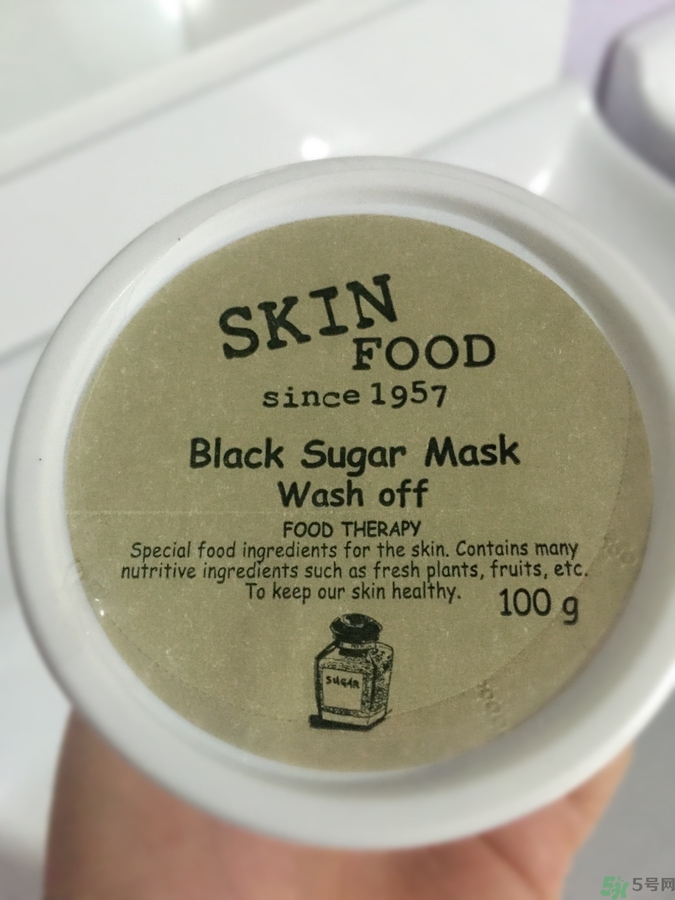 SKIN
FOOD
since 1957
Black Sugar Mask
Wash off
FOOD THERAPY
Special food ingredients for the skin. Contains many
nutritive ingredients such as fresh plants, fruits, etc.
To keep our skin healthy.
100 g
SUGAR
5号网